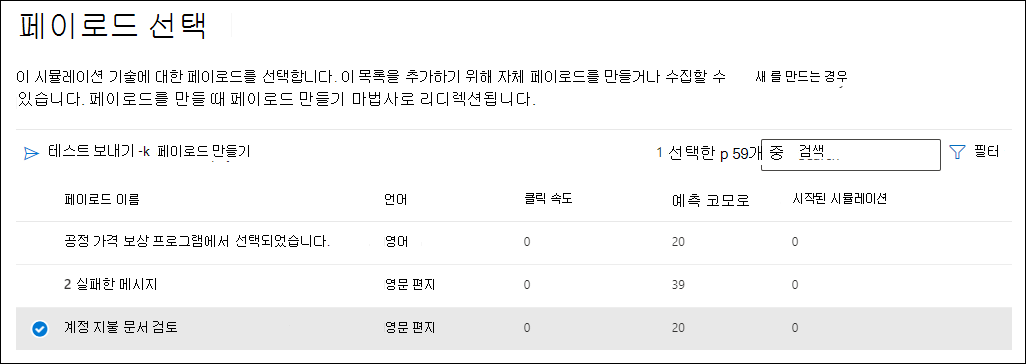 페이로드 선택
이 시뮬레이션 기술에 대한 페이로드를 선택합니다. 이 목록을 추가하기 위해 자체 페이로드를 만들거나 수집할 수 새 를 만드는 경우
있습니다. 페이로드를 만들 때 페이로드 만들기 마법사로 리디렉션됩니다.
테스트 보내기 -k 페이로드 만들기 1 선택한 p 59개 중 검색 필터
페이로드 이름 언어 클릭 속도 예측 코모로 시작된 시뮬레이션
공정 가격 보상 프로그램에서 선택되었습니다. 영어 0 20 0
2 실패한 메시지 영문 편지 0 39 0
계정 지불 문서 검토 영문 편지 0 20 0